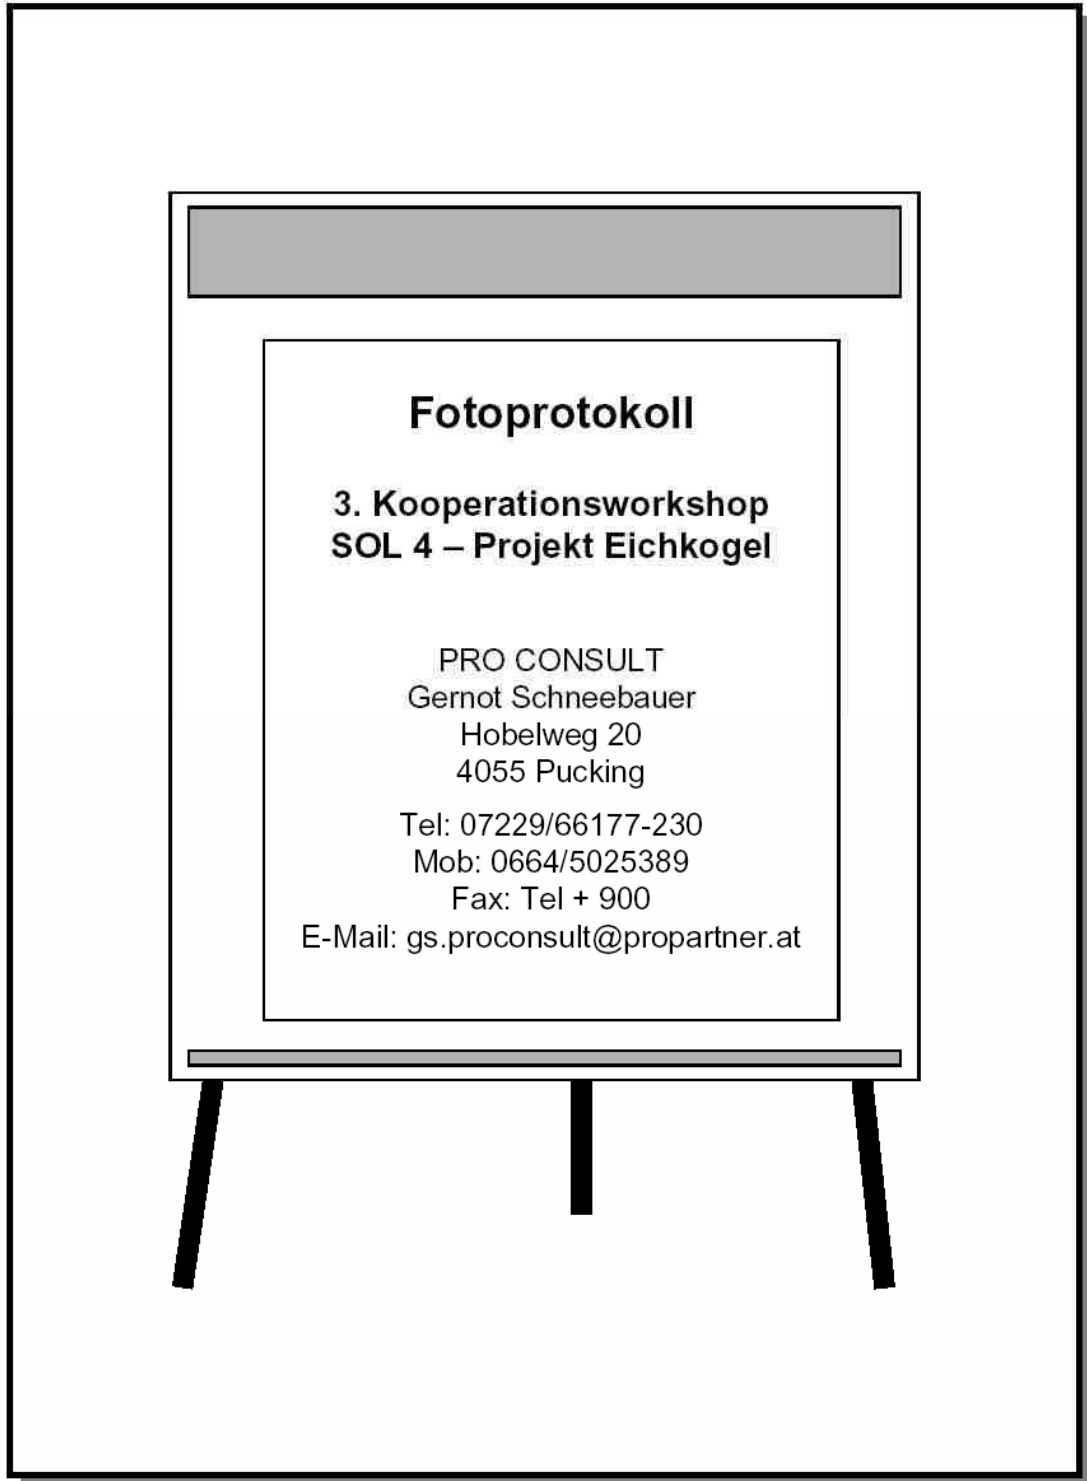 Fotoprotokoll
3. Kooperationsworkshop
SOL 4 – Projekt Eichkogel
PRO CONSULT
Gernot Schneebauer
Hobelweg 20
4055 Pucking
Tel: 07229/66177-230
Mob: 0664/5025389
Fax: Tel + 900
E-Mail: gs.proconsult@propartner.at